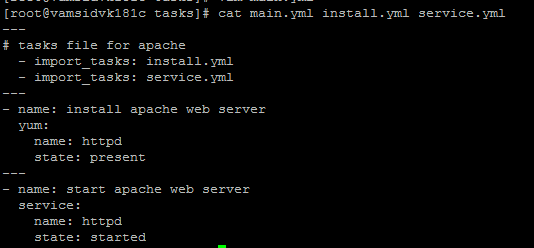 [root@vamsidvk181c tasks]# cat main.yml install.yml service.yml
---
# tasks file for apache
  - import_tasks: install.yml
  - import_tasks: service.yml
---
- name: install apache web server
  yum:
    name: httpd
    state: present
---
- name: start apache web server
  service:
    name: httpd
    state: started